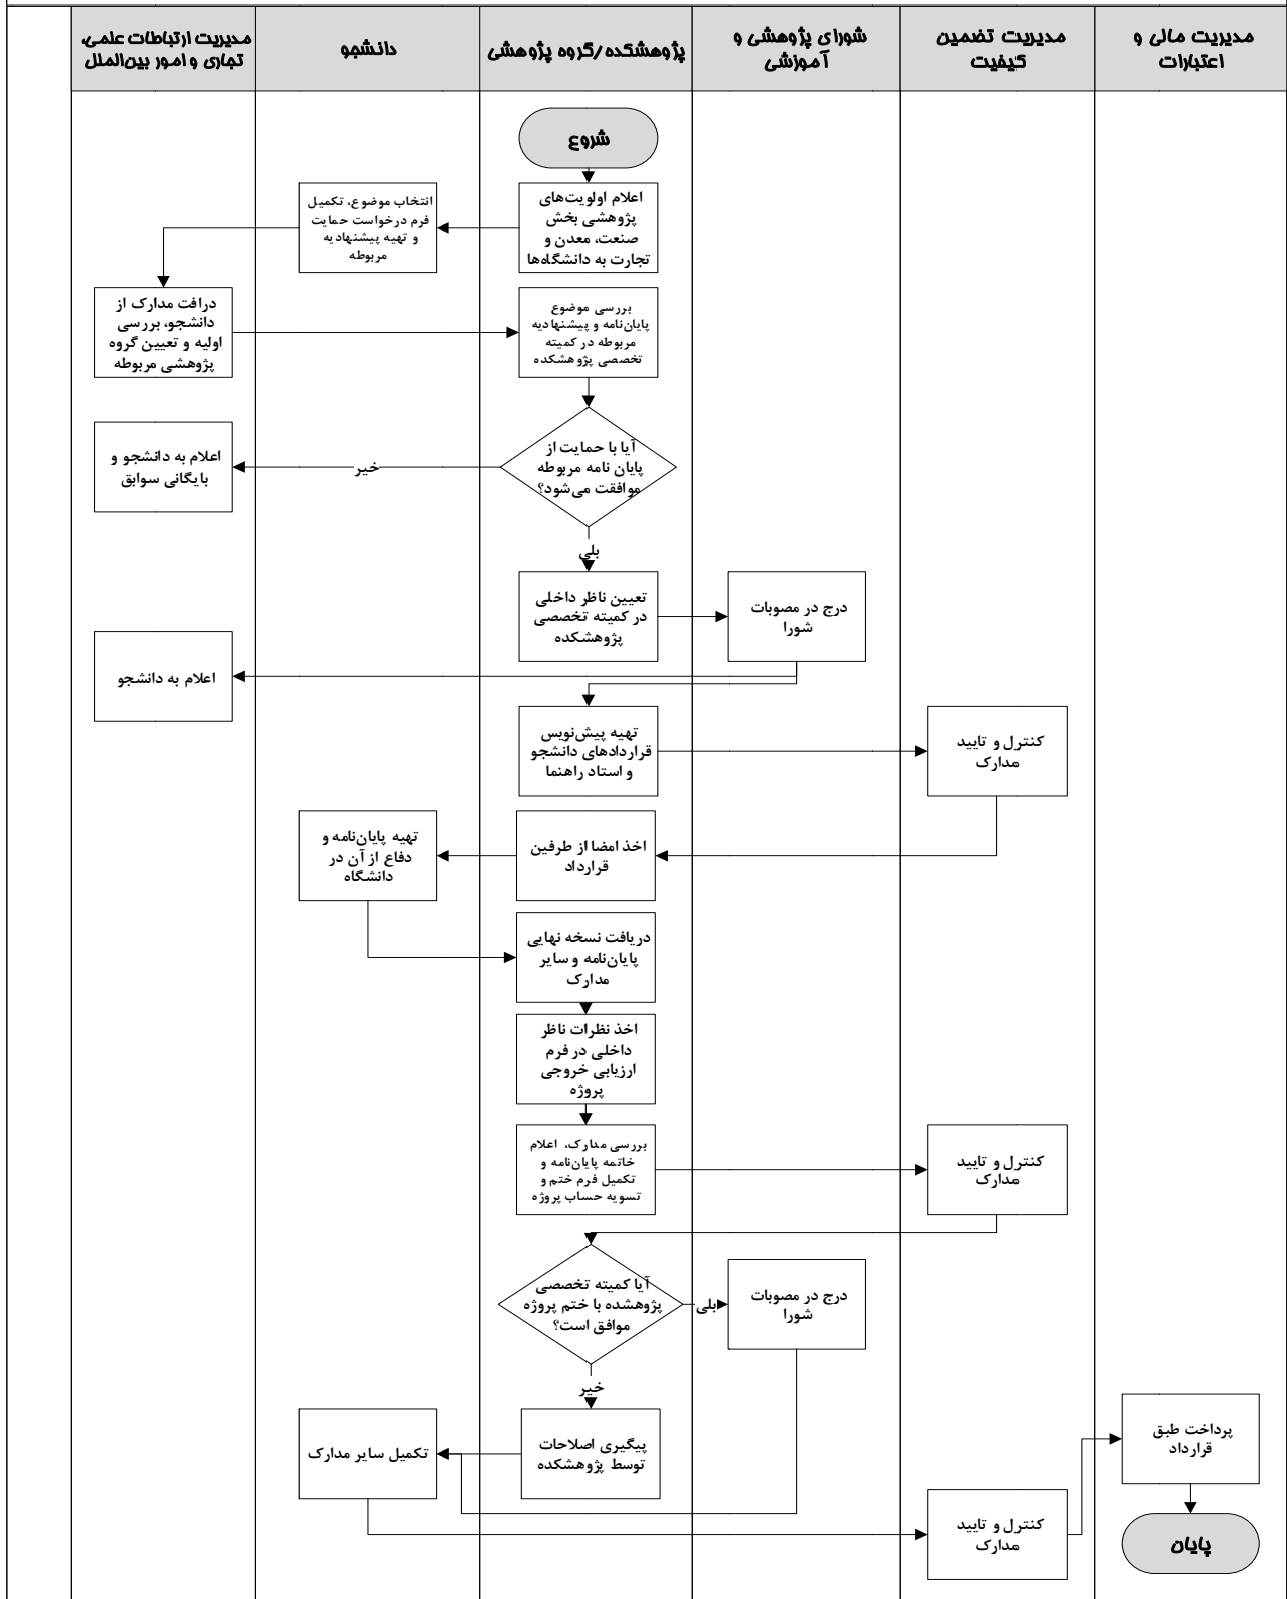 مدیریت مالی و
اعتبارات
مدیریت تضمین
کیفیت
شورای پژوهشی و
آموزشی
پژوهشکده/گروه پژوهشی
دانشجو
مدیریت ارتباطات علمی،
تجاری و امور بین‌الملل
شروع
اعلام اولویت‌های
پژوهشی بخش
صنعت، معدن و
تجارت به دانشگاه‌ها
انتخاب موضوع، تکمیل
فرم درخواست حمایت
و تهیه پیشنهادیه
مربوطه
درافت مدارک از
دانشجو، بررسی
اولیه و تعیین گروه
پژوهشی مربوطه
بررسی موضوع
پایان‌نامه و پیشنهادیه
مربوطه در کمیته
تخصصی پژوهشکده
آیا با حمایت از
پایان نامه مربوطه
موافقت می‌شود؟
خیر
اعلام به دانشجو و
بایگانی سوابق
بلی
تعیین ناظر داخلی
در کمیته تخصصی
پژوهشکده
درج در مصوبات
شورا
اعلام به دانشجو
تهیه پیش‌نویس
قراردادهای دانشجو
و استاد راهنما
کنترل و تایید
مدارک
اخذ امضا از طرفین
قرارداد
تهیه پایان‌نامه و
دفاع از آن در
دانشگاه
دریافت نسخه نهایی
پایان‌نامه و سایر
مدارک
اخذ نظرات ناظر
داخلی در فرم
ارزیابی خروجی
پروژه
بررسی مدارک، اعلام
خاتمه پایان‌نامه و
تکمیل فرم ختم و
تسویه حساب پروژه
کنترل و تایید
مدارک
آیا کمیته تخصصی
پژوهشده با ختم پروژه
موافق است؟
بلی
درج در مصوبات
شورا
خیر
پیگیری اصلاحات
توسط پژوهشکده
تکمیل سایر مدارک
کنترل و تایید
مدارک
پرداخت طبق
قرارداد
پایان